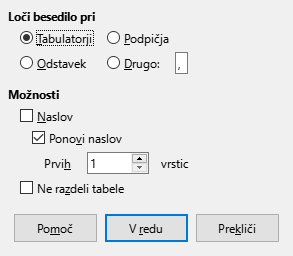 Loči besedilo pri
Tabulatorji Podpičja
Odstavek Drugo: ,
Možnosti
Naslov
Ponovi naslov
Prvih 1 vrstic
Ne razdeli tabele
Pomoč V redu Prekliči